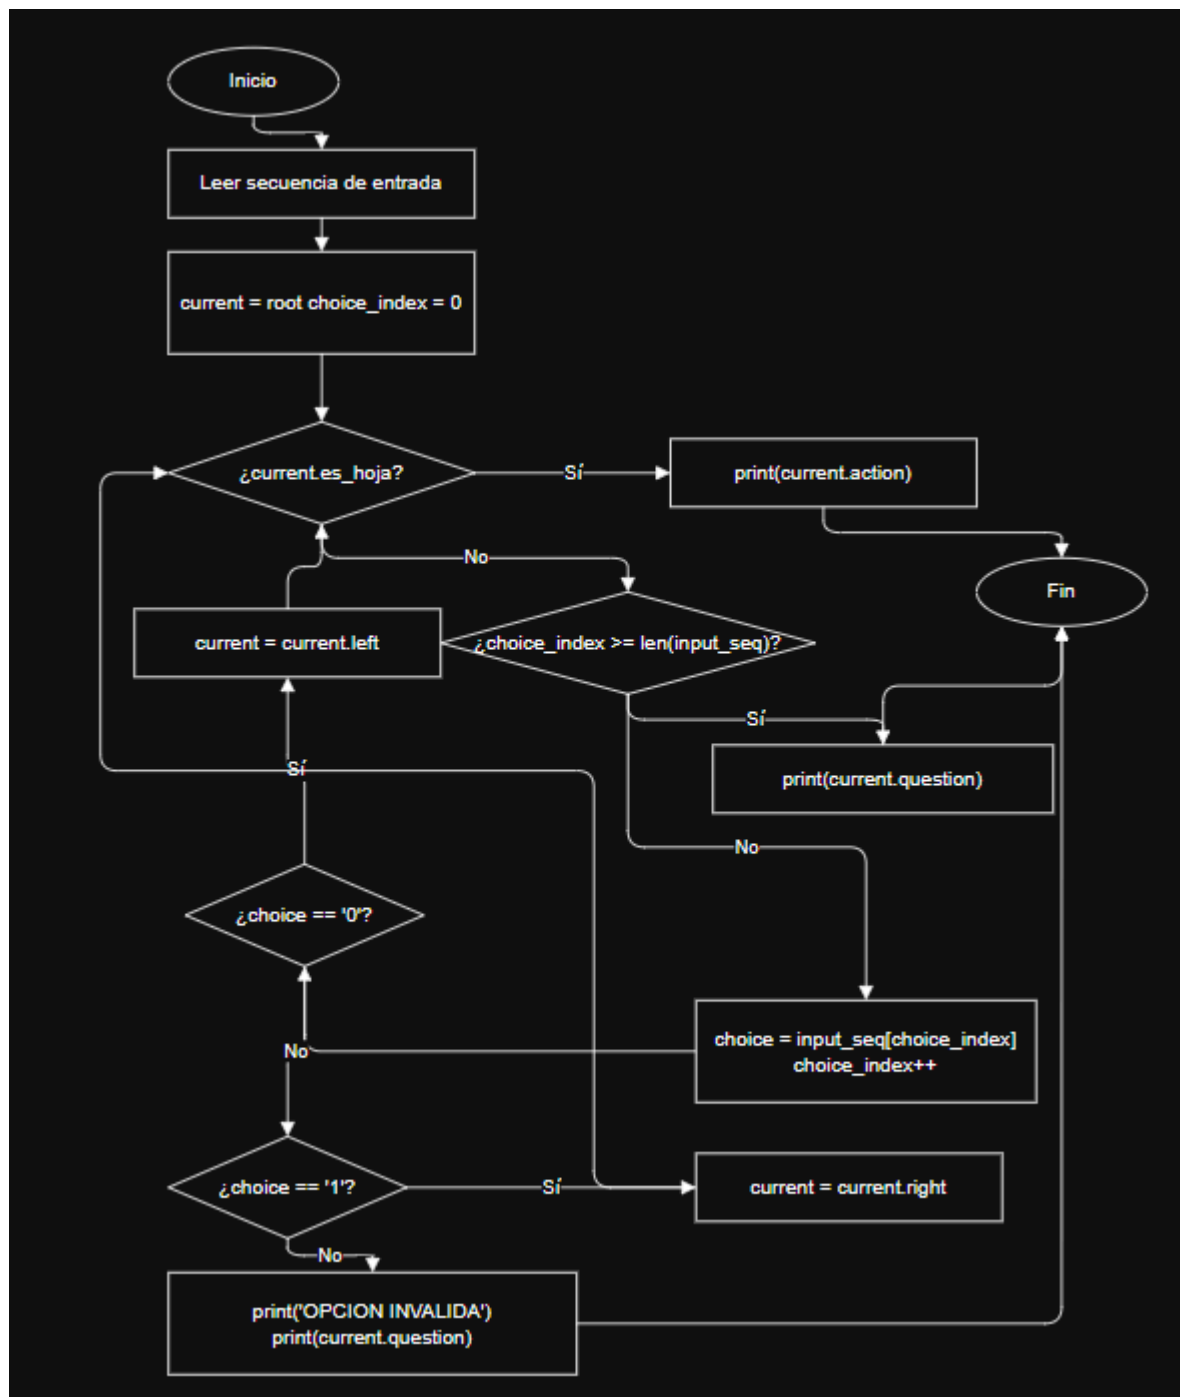 Inicio
Leer secuencia de entrada
current = root choice_index = 0
¿current.es_hoja?
Sí
print(current.action)
No
Fin
current = current.left
¿choice_index >= len(input_seq)?
Sí
print(current.question)
Sí
No
¿choice == '0'?
choice = input_seq[choice_index]
choice_index++
No
¿choice == '1'?
Sí
current = current.right
No
print('OPCION INVALIDA')
print(current.question)